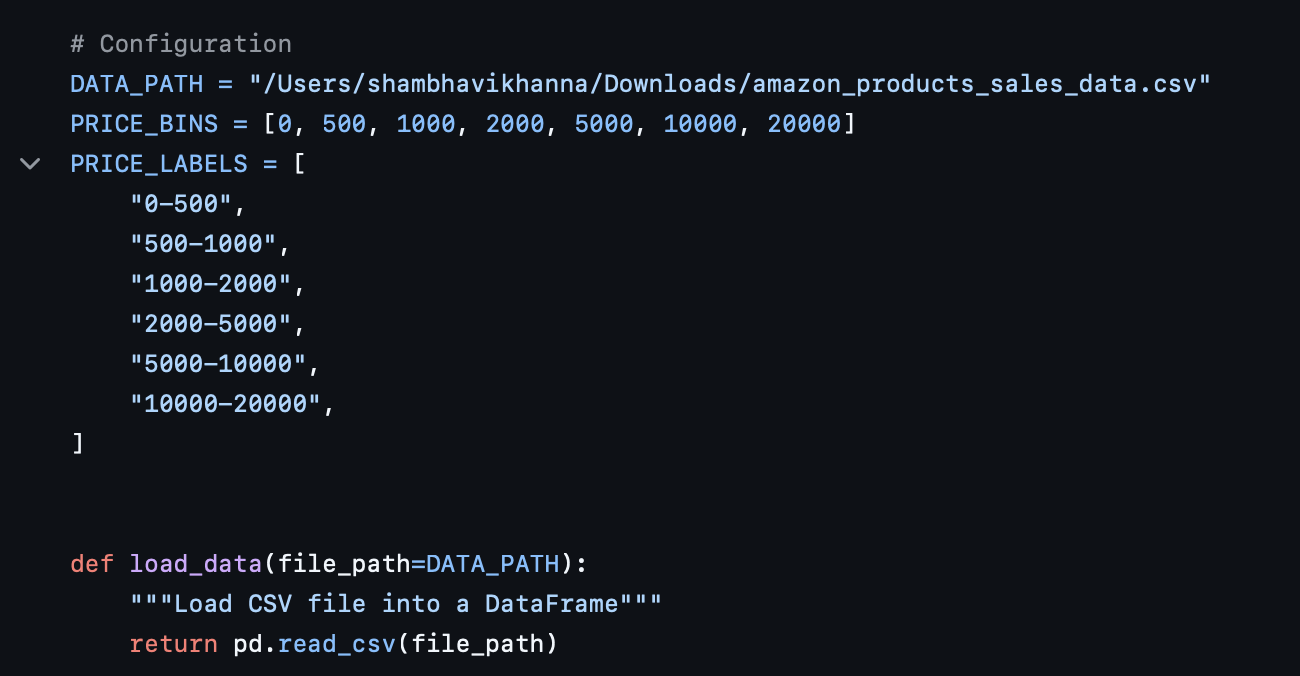 # Configuration
DATA_PATH = "/Users/shambhavikhanna/Downloads/amazon_products_sales_data.csv"
PRICE_BINS = [0, 500, 1000, 2000, 5000, 10000, 20000]
PRICE_LABELS = [
    "0–500",
    "500–1000",
    "1000–2000",
    "2000–5000",
    "5000–10000",
    "10000–20000",
]
def load_data(file_path=DATA_PATH):
    """Load CSV file into a DataFrame"""
    return pd.read_csv(file_path)